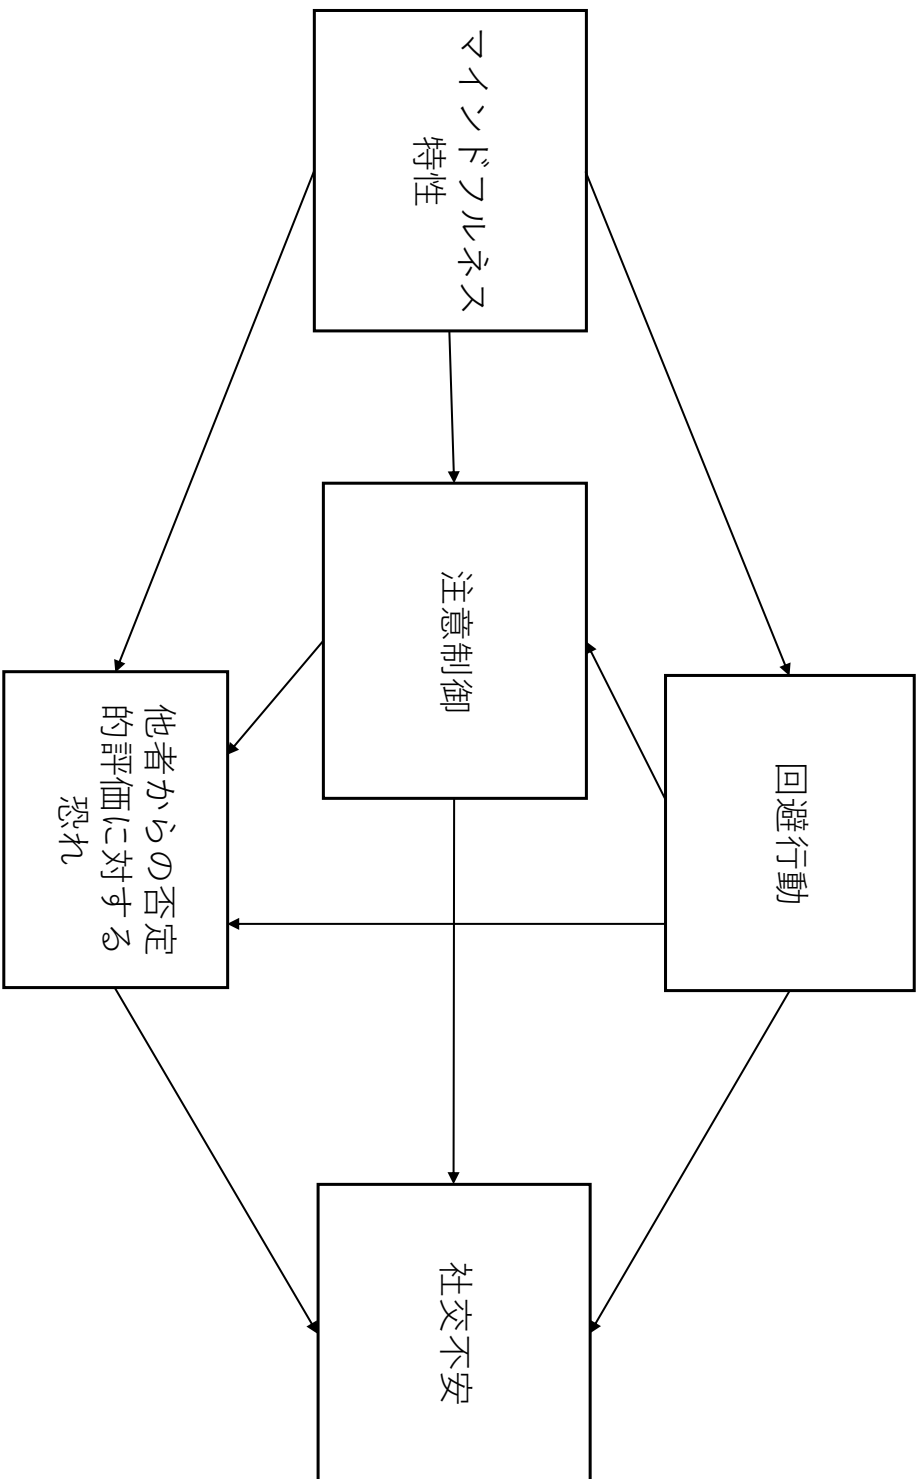 マインドフルネス
特性
回避行動
注意制御
他者からの否定
的評価に対する
恐れ
社交不安